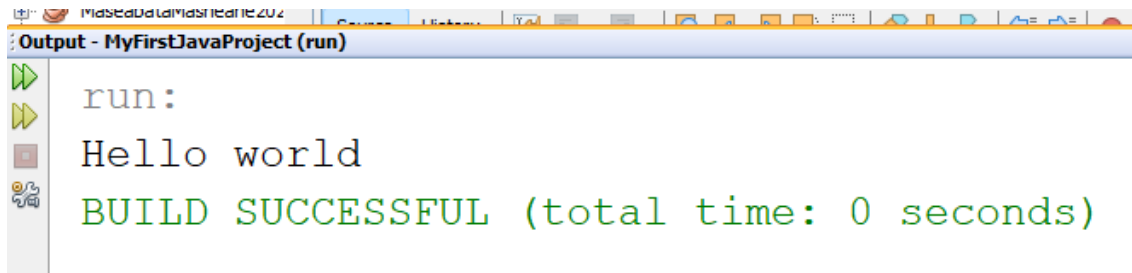 Output - MyFirstJavaProject (run)
run:
Hello world
BUILD SUCCESSFUL (total time: 0 seconds)